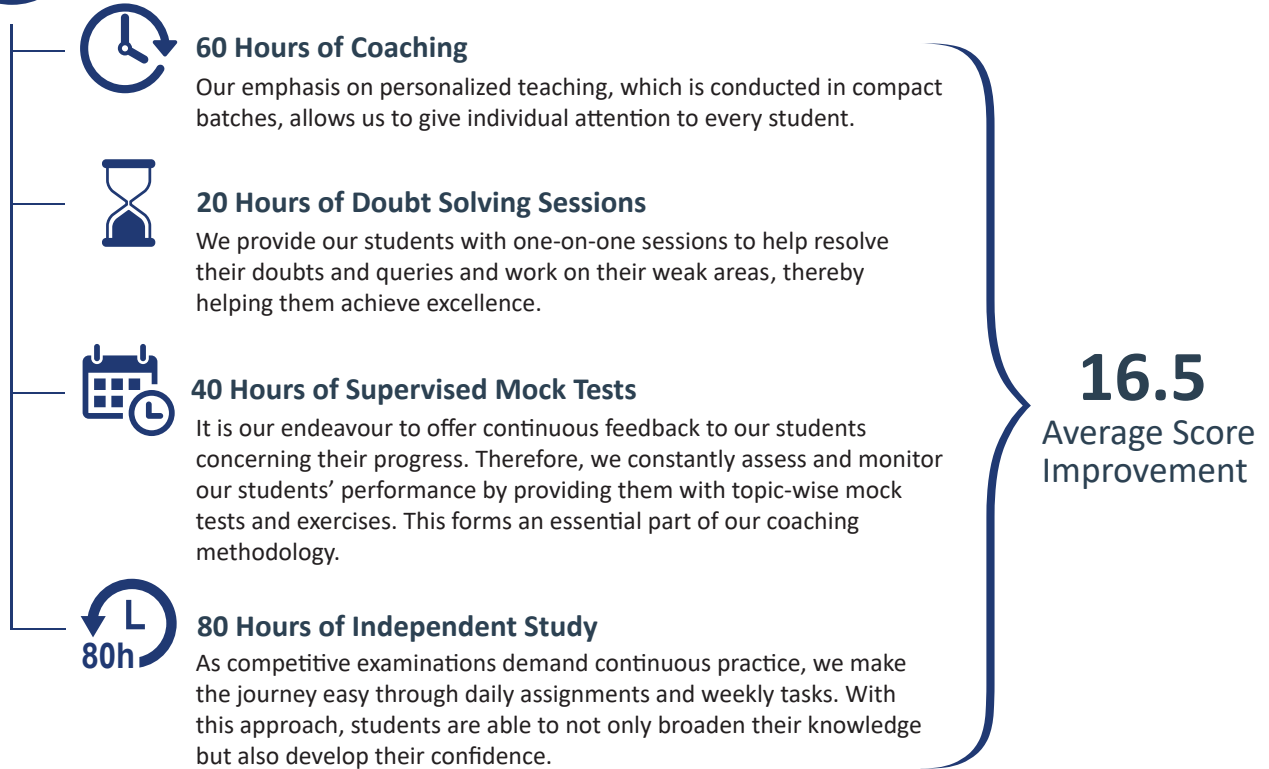 60 Hours of Coaching
Our emphasis on personalized teaching, which is conducted in compact
batches, allows us to give individual attention to every student.
20 Hours of Doubt Solving Sessions
We provide our students with one-on-one sessions to help resolve
their doubts and queries and work on their weak areas, thereby
helping them achieve excellence.
40 Hours of Supervised Mock Tests
It is our endeavour to offer continuous feedback to our students
concerning their progress. Therefore, we constantly assess and monitor
our students’ performance by providing them with topic-wise mock
tests and exercises. This forms an essential part of our coaching
methodology.
80h
80 Hours of Independent Study
As competitive examinations demand continuous practice, we make
the journey easy through daily assignments and weekly tasks. With
this approach, students are able to not only broaden their knowledge
but also develop their confidence.
16.5
Average Score
Improvement